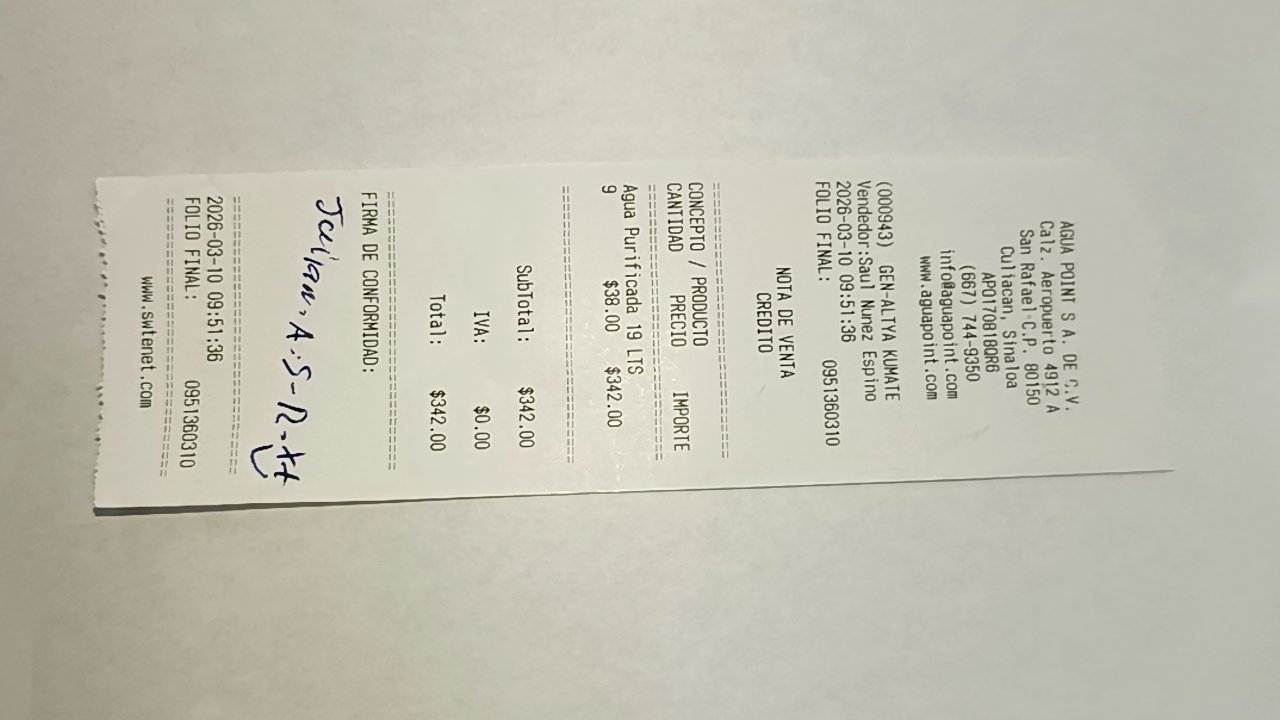 AGUA POINT S A. DE C.V.
Calz. Aeropuerto 4912 A
San Rafael C.P. 80150
Culiacan, Sinaloa
APO170818QR6
(667) 744-9350
info@aguapoint.com
www.aguapoint.com
(000943) GEN-ALTYA KUMATE
Vendedor:Saul Nunez Espino
2026-03-10 09:51:36
FOLIO FINAL: 0951360310
NOTA DE VENTA
CREDITO
CONCEPTO / PRODUCTO
CANTIDAD PRECIO IMPORTE
Agua Purificada 19 LTS
9 $38.00 $342.00
SubTotal: $342.00
IVA: $0.00
Total: $342.00
FIRMA DE CONFORMIDAD:
Julian. A.
2026-03-10 09:51:36
FOLIO FINAL: 0951360310
www.swtenet.com